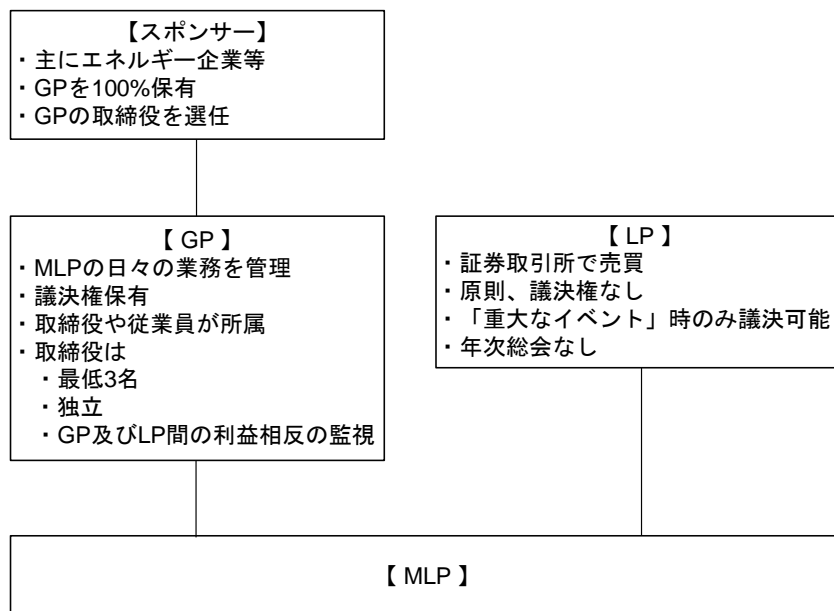 【スポンサー】
・主にエネルギー企業等
・GPを100%保有
・GPの取締役を選任
【 GP 】
・MLPの日々の業務を管理
・議決権保有
・取締役や従業員が所属
・取締役は
・最低3名
・独立
・GP及びLP間の利益相反の監視
【 LP 】
・証券取引所で売買
・原則、議決権なし
・「重大なイベント」時のみ議決可能
・年次総会なし
【 MLP 】